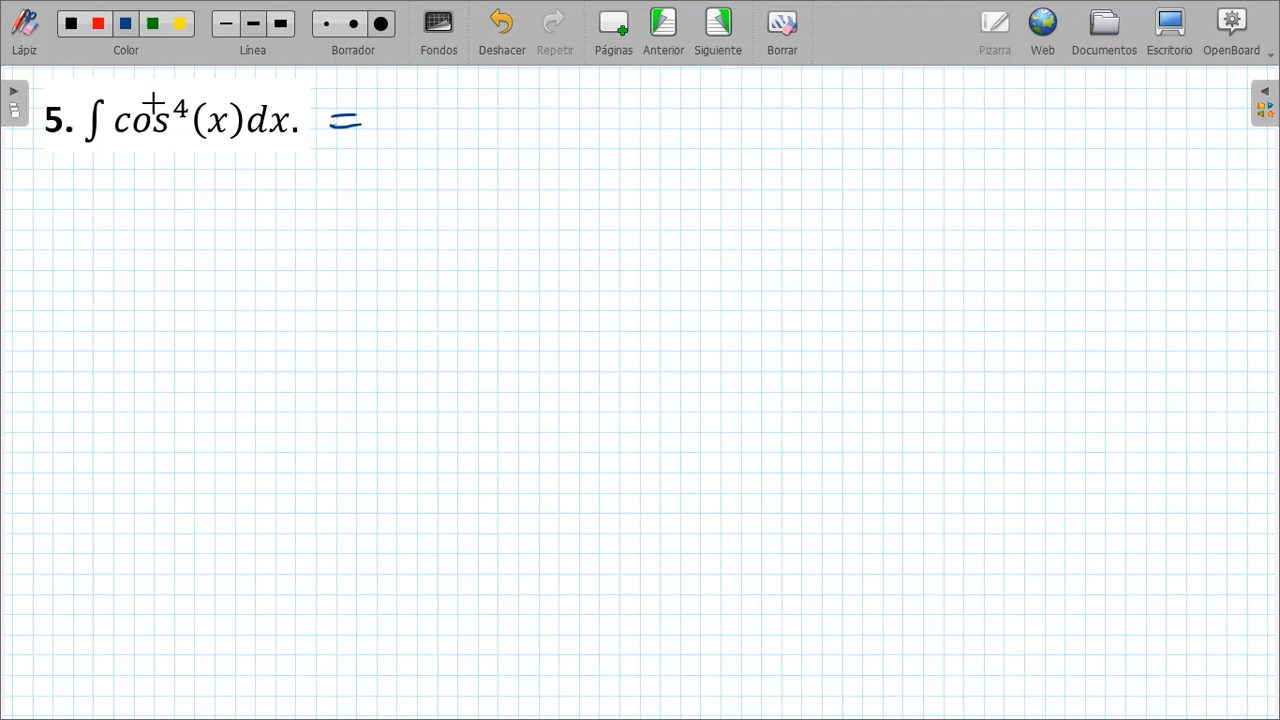 Lápiz Color Línea Borrador Fondos Deshacer Repetir Páginas Anterior Siguiente Borrar Pizarra Web Documentos Escritorio OpenBoard
5. ∫ cos⁴(x)dx. =